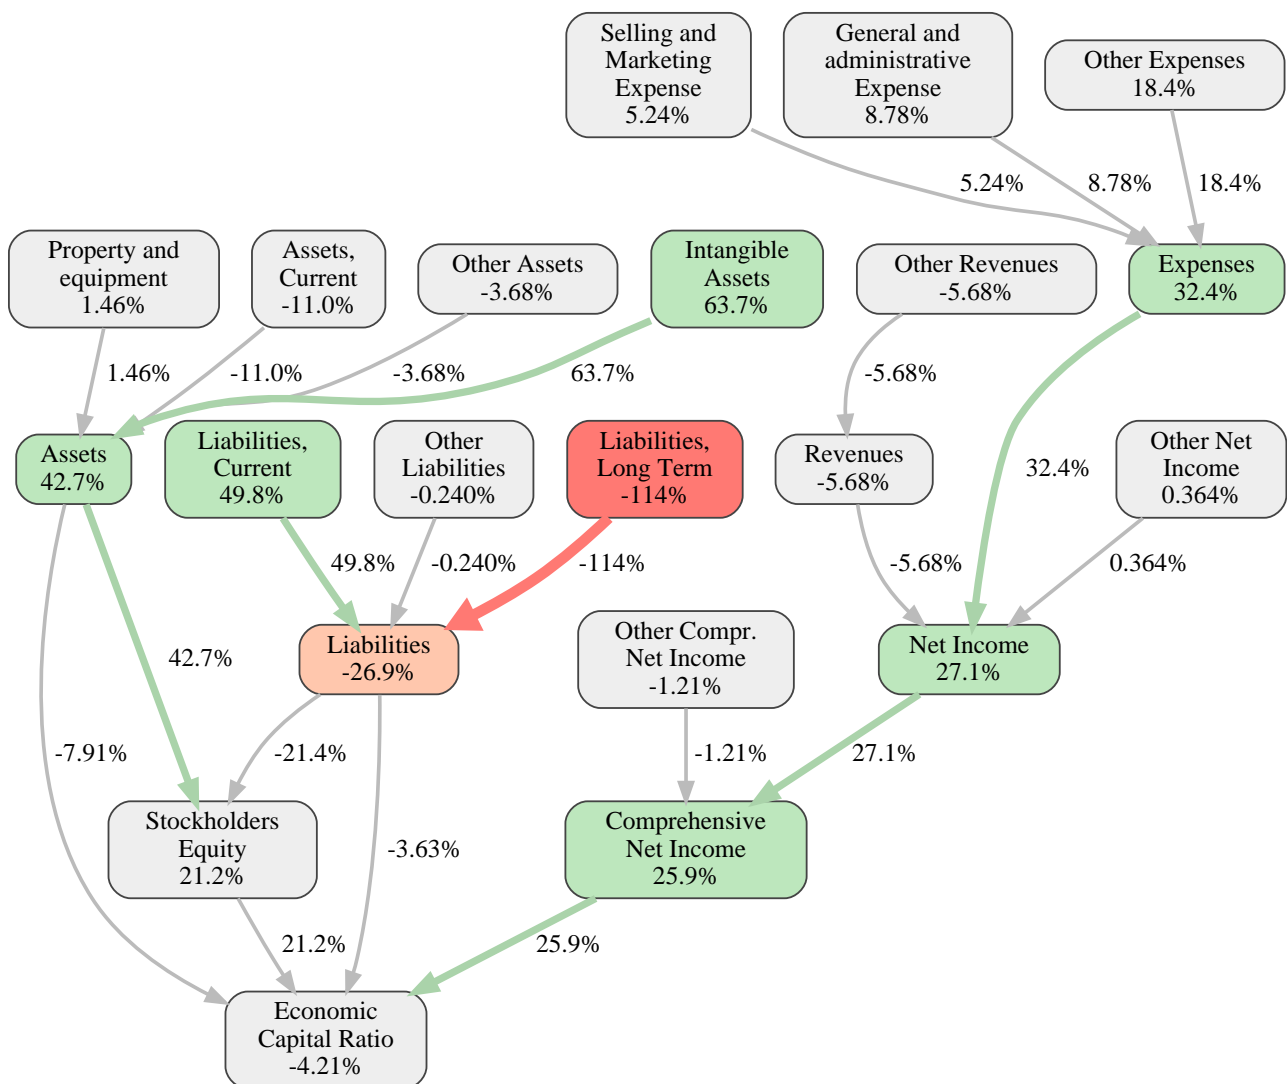 Selling and
Marketing
Expense
5.24%
General and
administrative
Expense
8.78%
Other Expenses
18.4%
5.24%
8.78%
18.4%
Property and
equipment
1.46%
Assets,
Current
-11.0%
Other Assets
-3.68%
Intangible
Assets
63.7%
Other Revenues
-5.68%
Expenses
32.4%
1.46%
-11.0%
-3.68%
63.7%
-5.68%
Assets
42.7%
Liabilities,
Current
49.8%
Other
Liabilities
-0.240%
Liabilities,
Long Term
-114%
Revenues
-5.68%
32.4%
Other Net
Income
0.364%
49.8%
-0.240%
-114%
-5.68%
0.364%
42.7%
Liabilities
-26.9%
Other Compr.
Net Income
-1.21%
Net Income
27.1%
-7.91%
-21.4%
-1.21%
27.1%
Stockholders
Equity
21.2%
-3.63%
Comprehensive
Net Income
25.9%
21.2%
25.9%
Economic
Capital Ratio
-4.21%